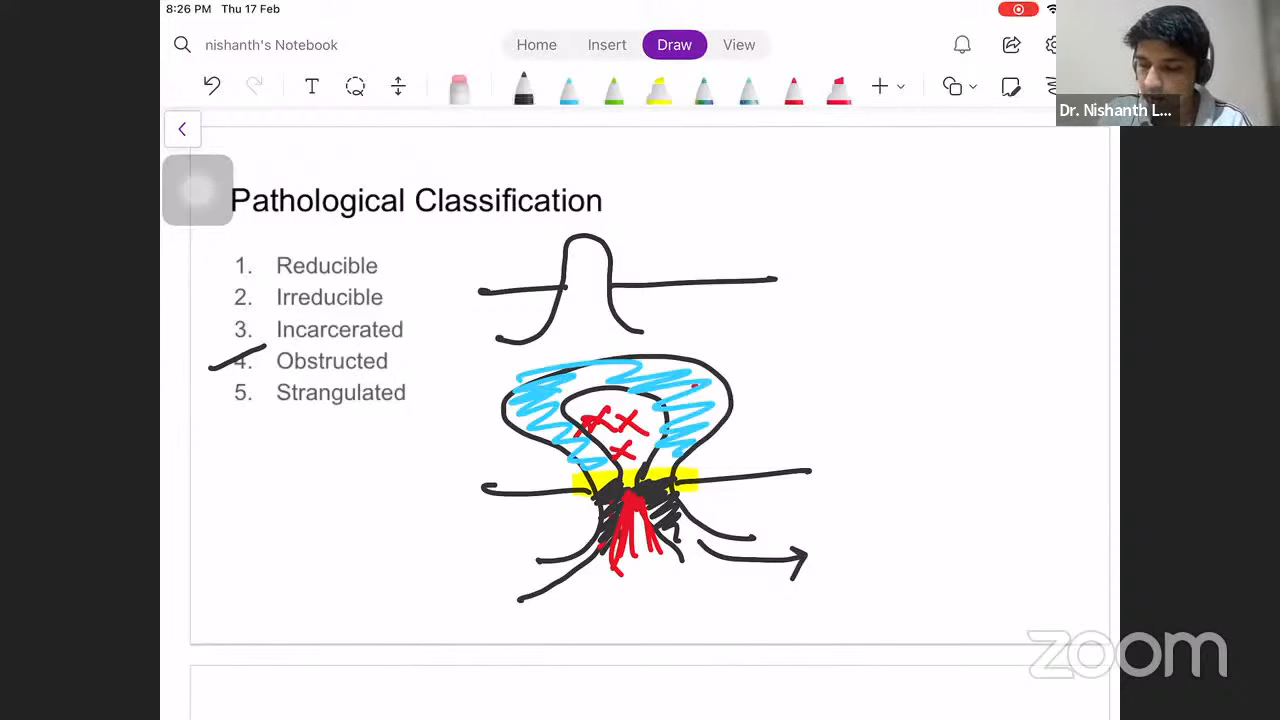 8:26 PM Thu 17 Feb
nishanth's Notebook
Home Insert Draw View
Dr. Nishanth L...
Pathological Classification
1. Reducible
2. Irreducible
3. Incarcerated
4. Obstructed
5. Strangulated
zoom